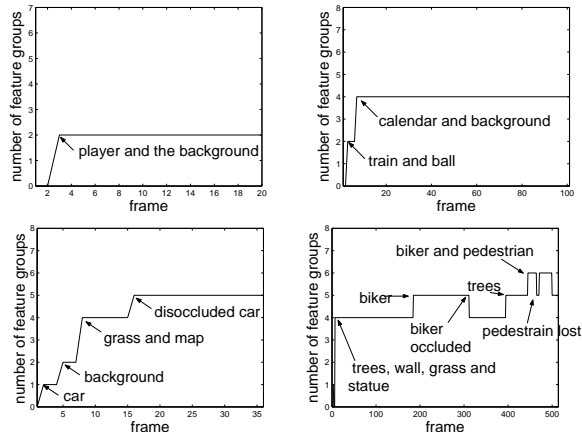 7
6
5
4
3
2
1
0
number of feature groups
player and the background
2 4 6 8 10 12 14 16 18 20
frame
7
6
5
4
3
2
1
0
number of feature groups
calendar and background
train and ball
20 40 60 80 100
frame
8
7
6
5
4
3
2
1
0
number of feature groups
disoccluded car
grass and map
background
car
5 10 15 20 25 30 35
frame
8
7
6
5
4
3
2
1
0
number of feature groups
biker and pedestrian
trees
biker
biker
occluded
pedestrain lost
trees, wall, grass and
statue
0 100 200 300 400 500
frame